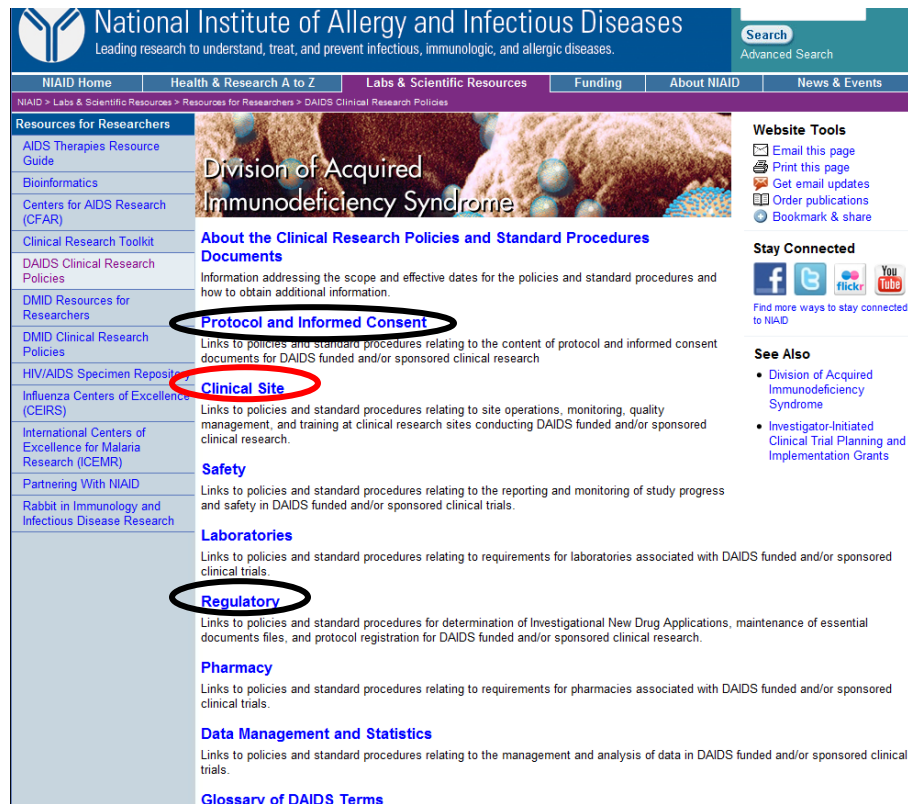 National Institute of Allergy and Infectious Diseases
Leading research to understand, treat, and prevent infectious, immunologic, and allergic diseases.
Search
Advanced Search
NIAID Home
Health & Research A to Z
Labs & Scientific Resources
Funding
About NIAID
News & Events
NIAID > Labs & Scientific Resources > Resources for Researchers > DAIDS Clinical Research Policies
Resources for Researchers
AIDS Therapies Resource
Guide
Bioinformatics
Centers for AIDS Research
(CFAR)
Clinical Research Toolkit
DAIDS Clinical Research
Policies
DMID Resources for
Researchers
DMID Clinical Research
Policies
HIV/AIDS Specimen Repository
Influenza Centers of Excellence
(CEIRS)
International Centers of
Excellence for Malaria
Research (ICEMR)
Partnering With NIAID
Rabbit in Immunology and
Infectious Disease Research
Division of Acquired
Immunodeficiency Syndrome
About the Clinical Research Policies and Standard Procedures
Documents
Information addressing the scope and effective dates for the policies and standard procedures and
how to obtain additional information.
Protocol and Informed Consent
Links to policies and standard procedures relating to the content of protocol and informed consent
documents for DAIDS funded and/or sponsored clinical research
Clinical Site
Links to policies and standard procedures relating to site operations, monitoring, quality
management, and training at clinical research sites conducting DAIDS funded and/or sponsored
clinical research.
Safety
Links to policies and standard procedures relating to the reporting and monitoring of study progress
and safety in DAIDS funded and/or sponsored clinical trials.
Laboratories
Links to policies and standard procedures relating to requirements for laboratories associated with DAIDS funded and/or sponsored
clinical trials.
Regulatory
Links to policies and standard procedures for determination of Investigational New Drug Applications, maintenance of essential
documents files, and protocol registration for DAIDS funded and/or sponsored clinical research.
Pharmacy
Links to policies and standard procedures relating to requirements for pharmacies associated with DAIDS funded and/or sponsored
clinical trials.
Data Management and Statistics
Links to policies and standard procedures relating to the management and analysis of data in DAIDS funded and/or sponsored clinical
trials.
Glossary of DAIDS Terms
Website Tools
Email this page
Print this page
Get email updates
Order publications
Bookmark & share
Stay Connected
f
flickr
You
Tube
Find more ways to stay connected
to NIAID
See Also
Division of Acquired
Immunodeficiency
Syndrome
Investigator-Initiated
Clinical Trial Planning and
Implementation Grants